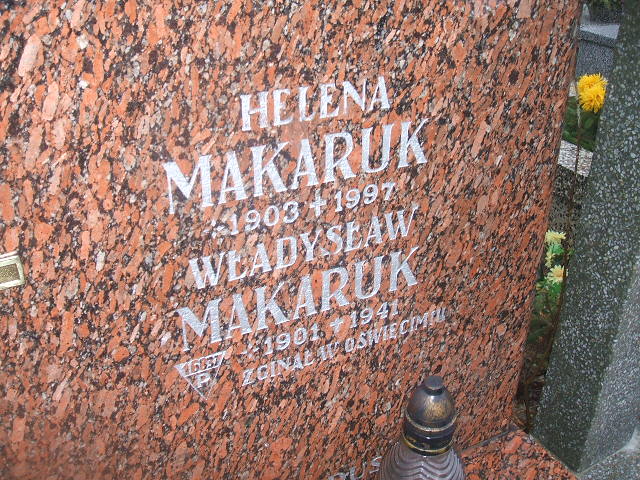 HELENA
MAKARUK
* 1903 + 1997
WŁADYSŁAW
MAKARUK
* 1901 + 1941
ZGINĄŁ W OŚWIĘCIMIU
P